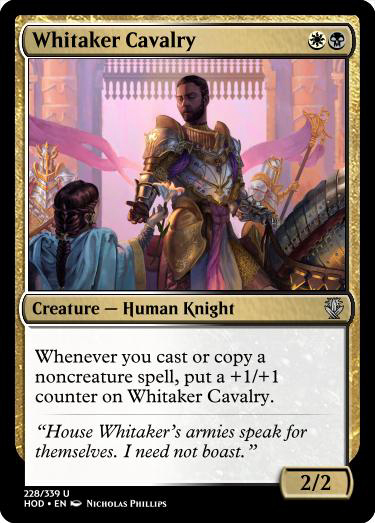 Whitaker Cavalry
Creature — Human Knight
Whenever you cast or copy a
noncreature spell, put a +1/+1
counter on Whitaker Cavalry.
“House Whitaker’s armies speak for
themselves. I need not boast.”
2/2
228/339 U
HOD • EN Nicholas Phillips